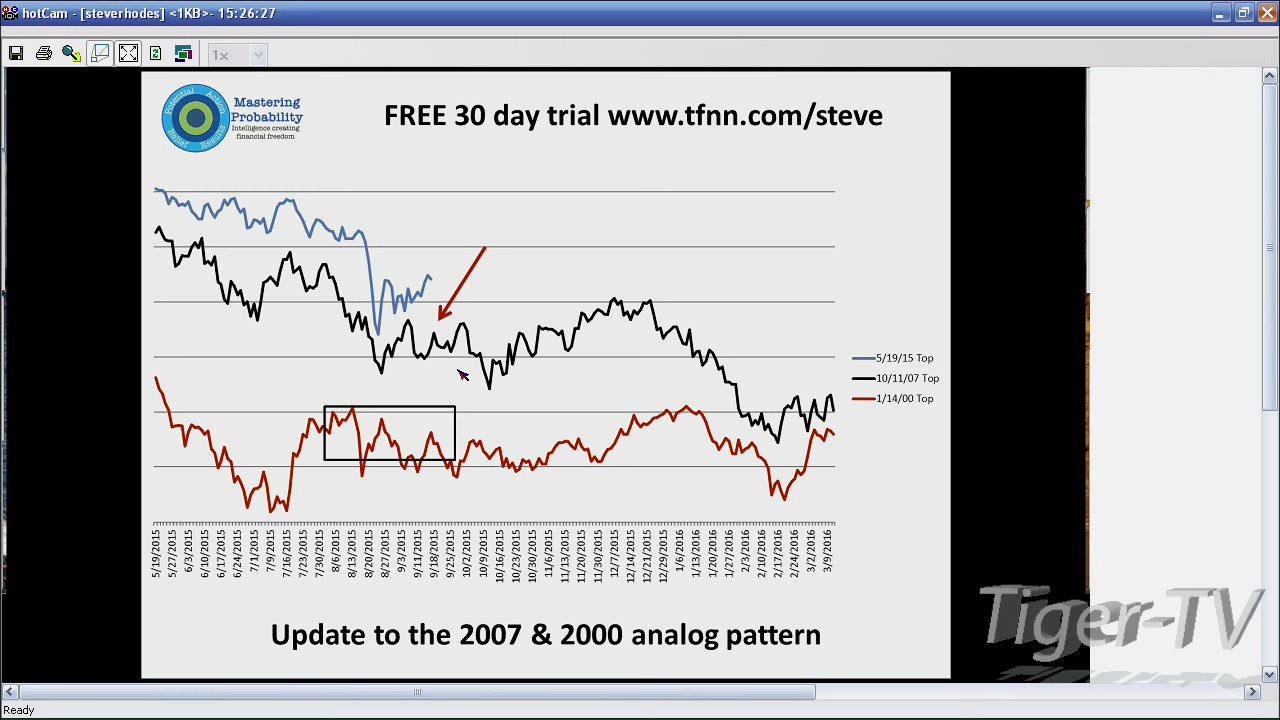 hotCam - [steverhodes] <1KB>- 15:26:27
1x
Potential Action
Belief Results
Mastering
Probability
Intelligence creating
financial freedom
FREE 30 day trial www.tfnn.com/steve
5/19/15 Top
10/11/07 Top
1/14/00 Top
5/19/2015
5/27/2015
6/3/2015
6/10/2015
6/17/2015
6/24/2015
7/1/2015
7/9/2015
7/16/2015
7/23/2015
7/30/2015
8/6/2015
8/13/2015
8/20/2015
8/27/2015
9/3/2015
9/11/2015
9/18/2015
9/25/2015
10/2/2015
10/9/2015
10/16/2015
10/23/2015
10/30/2015
11/6/2015
11/13/2015
11/20/2015
11/30/2015
12/7/2015
12/14/2015
12/21/2015
12/29/2015
1/6/2016
1/13/2016
1/20/2016
1/27/2016
2/3/2016
2/10/2016
2/17/2016
2/24/2016
3/2/2016
3/9/2016
Update to the 2007 & 2000 analog pattern
Tiger-TV
Ready